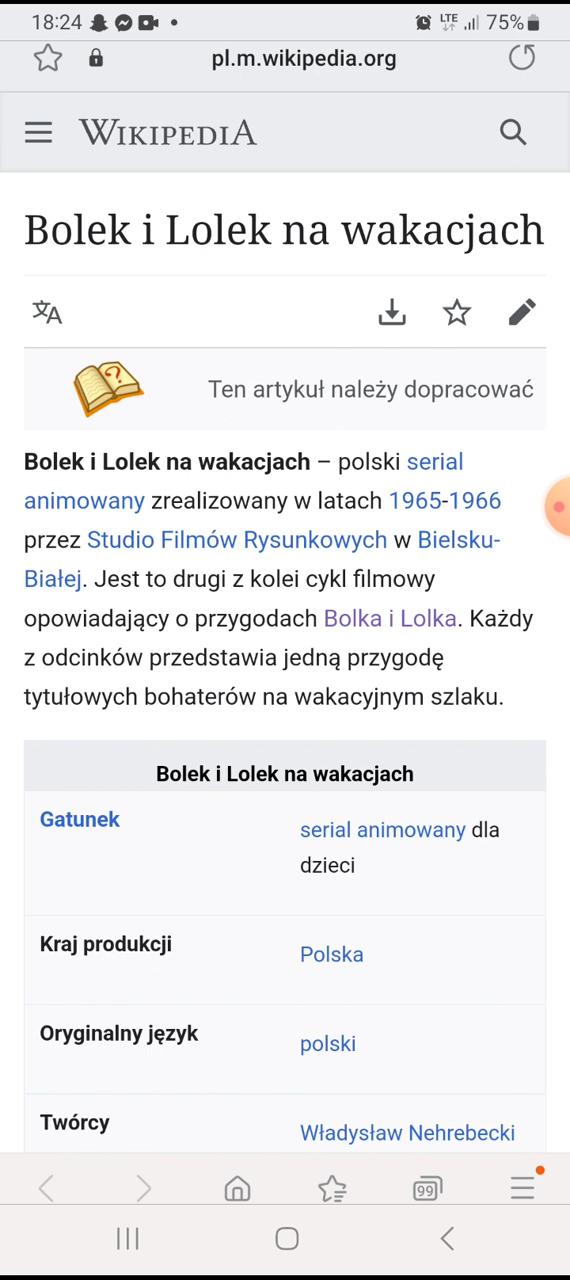 18:24 LTE 75%
pl.m.wikipedia.org
WIKIPEDIA
Bolek i Lolek na wakacjach
Ten artykuł należy dopracować
Bolek i Lolek na wakacjach – polski serial
animowany zrealizowany w latach 1965-1966
przez Studio Filmów Rysunkowych w Bielsku-
Białej. Jest to drugi z kolei cykl filmowy
opowiadający o przygodach Bolka i Lolka. Każdy
z odcinków przedstawia jedną przygodę
tytułowych bohaterów na wakacyjnym szlaku.
Bolek i Lolek na wakacjach
Gatunek
serial animowany dla
dzieci
Kraj produkcji
Polska
Oryginalny język
polski
Twórcy
Władysław Nehrebecki
99